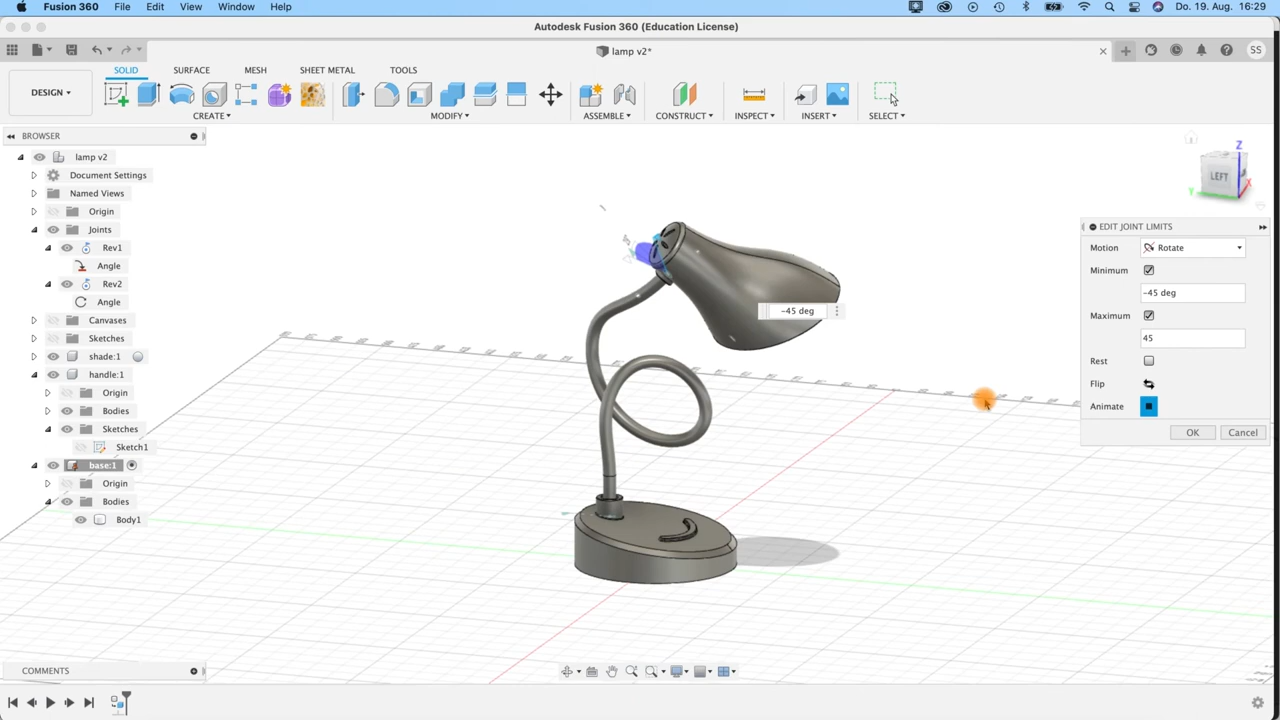 Fusion 360 File Edit View Window Help Do. 19. Aug. 16:29
Autodesk Fusion 360 (Education License)
lamp v2* SS
SOLID SURFACE MESH SHEET METAL TOOLS
DESIGN
CREATE MODIFY ASSEMBLE CONSTRUCT INSPECT INSERT SELECT
BROWSER
lamp v2
Document Settings
Named Views
Origin
Joints
Rev1
Angle
Rev2
Angle
Canvases
Sketches
shade:1
handle:1
Origin
Bodies
Sketches
Sketch1
base:1
Origin
Bodies
Body1
-45 deg
Z
LEFT
Y
X
EDIT JOINT LIMITS
Motion Rotate
Minimum
-45 deg
Maximum
45
Rest
Flip
Animate
OK Cancel
COMMENTS